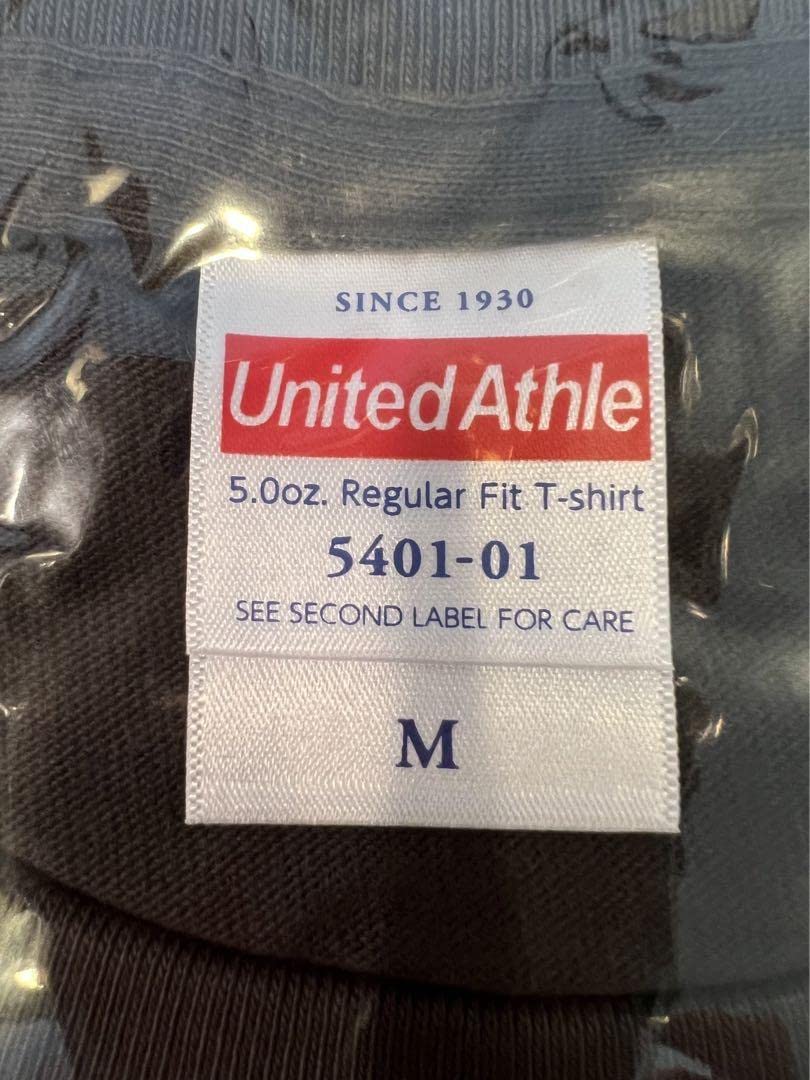 SINCE 1930
United Athle
5.0oz. Regular Fit T-shirt
5401-01
SEE SECOND LABEL FOR CARE
M